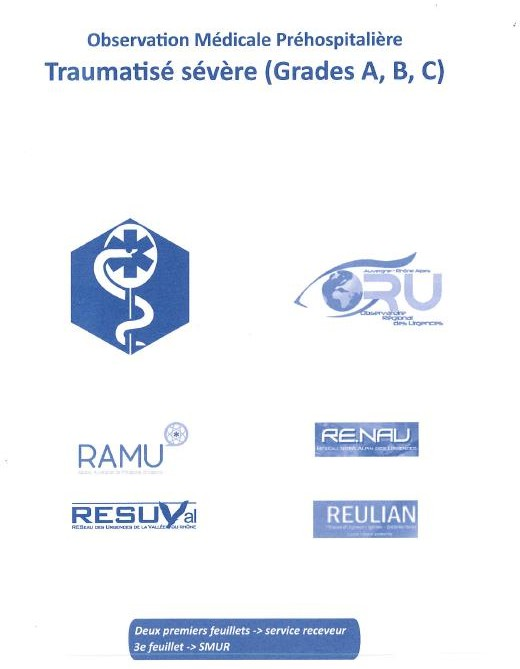 Observation Médicale Préhospitalière
Traumatisé sévère (Grades A, B, C)
Auvergne - Rhône Alpes
ORU
Observatoire
Régional
des Urgences
RAMU
RE.NAU
RÉSEAU NORD ALPIN DES URGENCES
RESUVal
RÉSEAU DES URGENCES DE LA VALLÉE DU RHÔNE
REULIAN
Deux premiers feuillets -> service receveur
3e feuillet -> SMUR